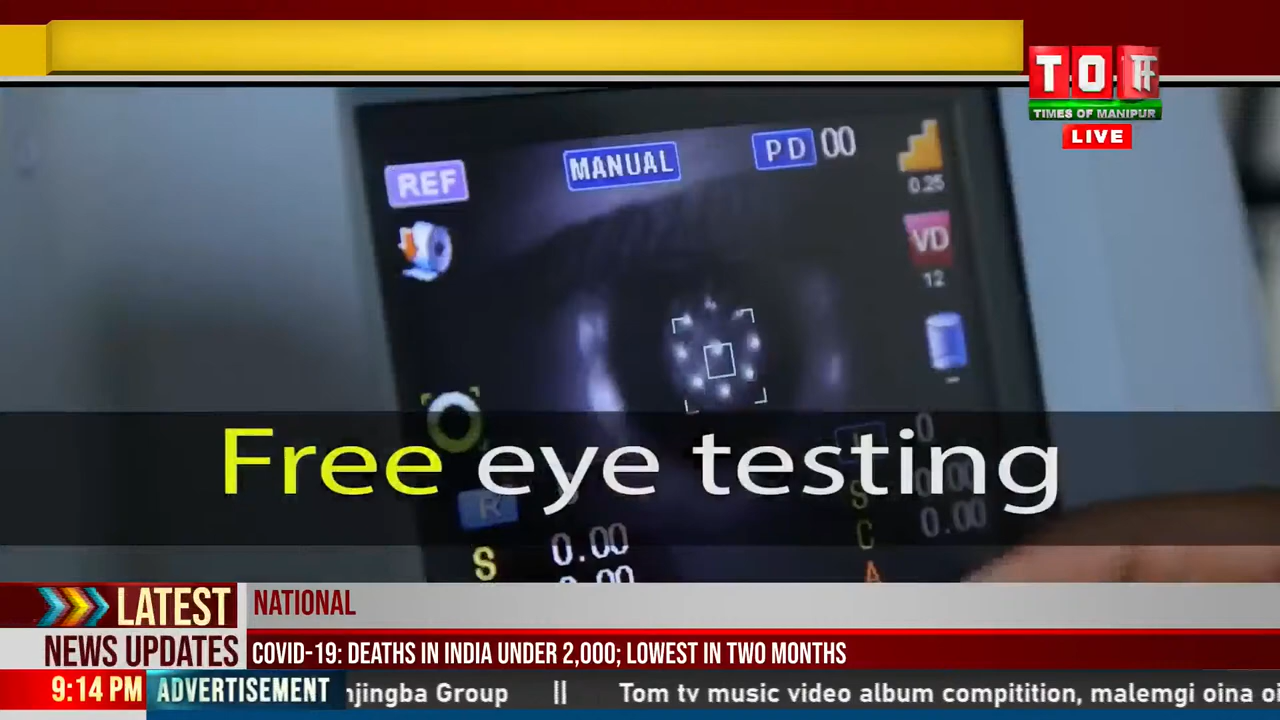 TOM
TIMES OF MANIPUR
LIVE
REF
MANUAL
PD 00
0.25
VD
12
Free eye testing
R
0
S
C 0.00
S 0.00
A
LATEST
NEWS UPDATES
NATIONAL
COVID-19: DEATHS IN INDIA UNDER 2,000; LOWEST IN TWO MONTHS
9:14 PM
ADVERTISEMENT
njingba Group || Tom tv music video album compitition, malemgi oina oi